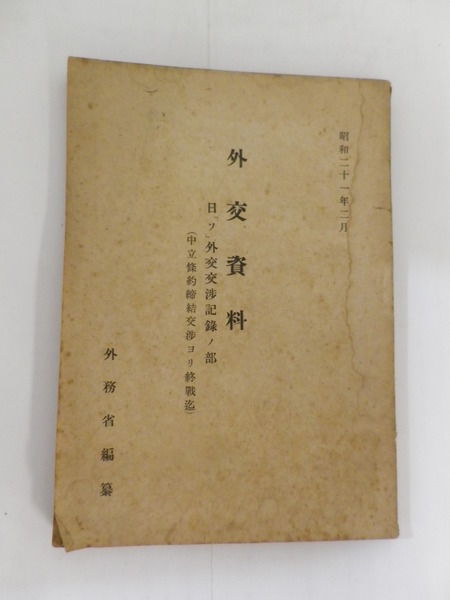 昭和二十一年二月
外交資料
日「ソ」外交交渉記錄ノ部
(中立條約締結交渉ヨリ終戰迄)
外務省編纂